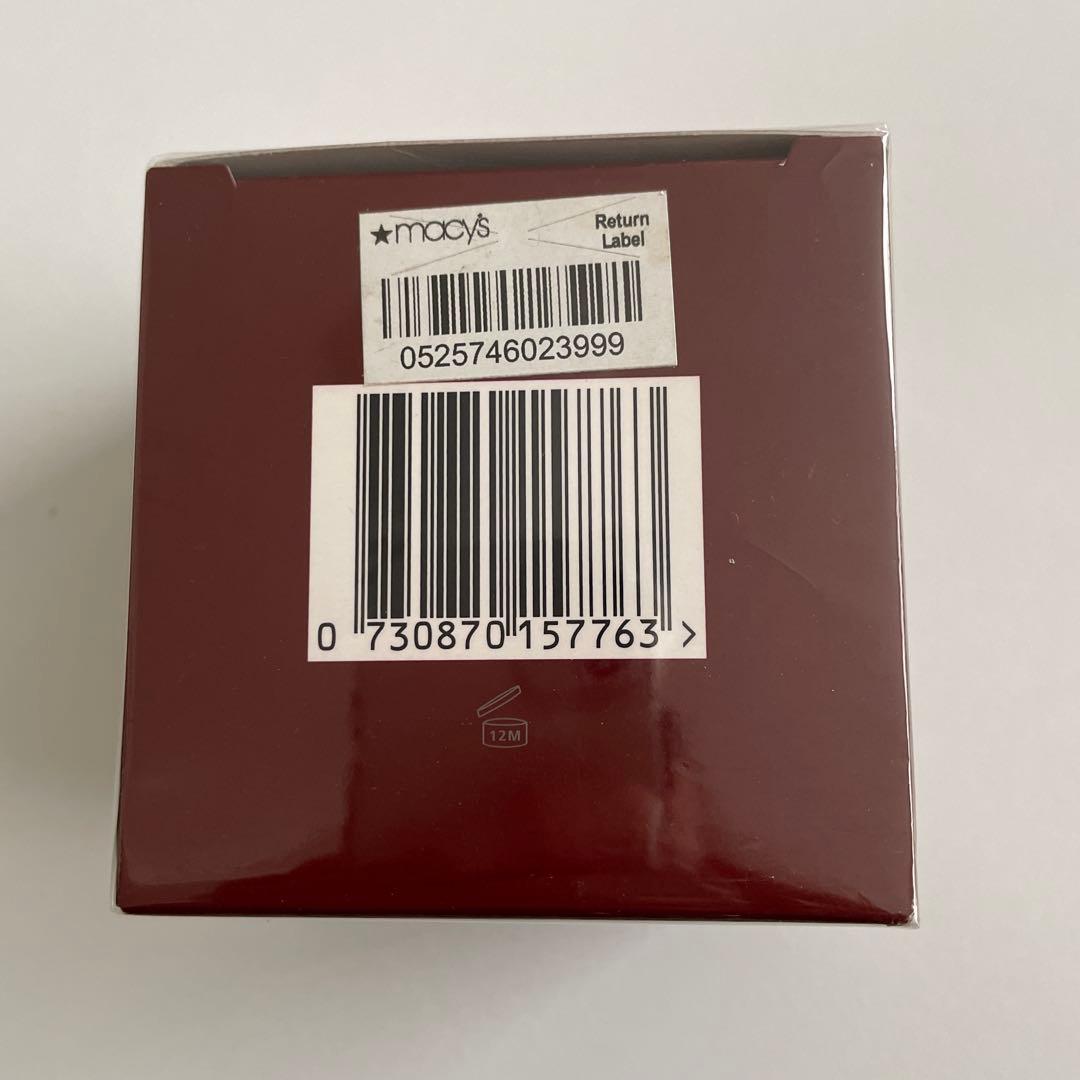 ★macy's
Return
Label
0525746023999
0 730870 157763 >
12M